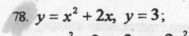 78. y = x² + 2x, y = 3;